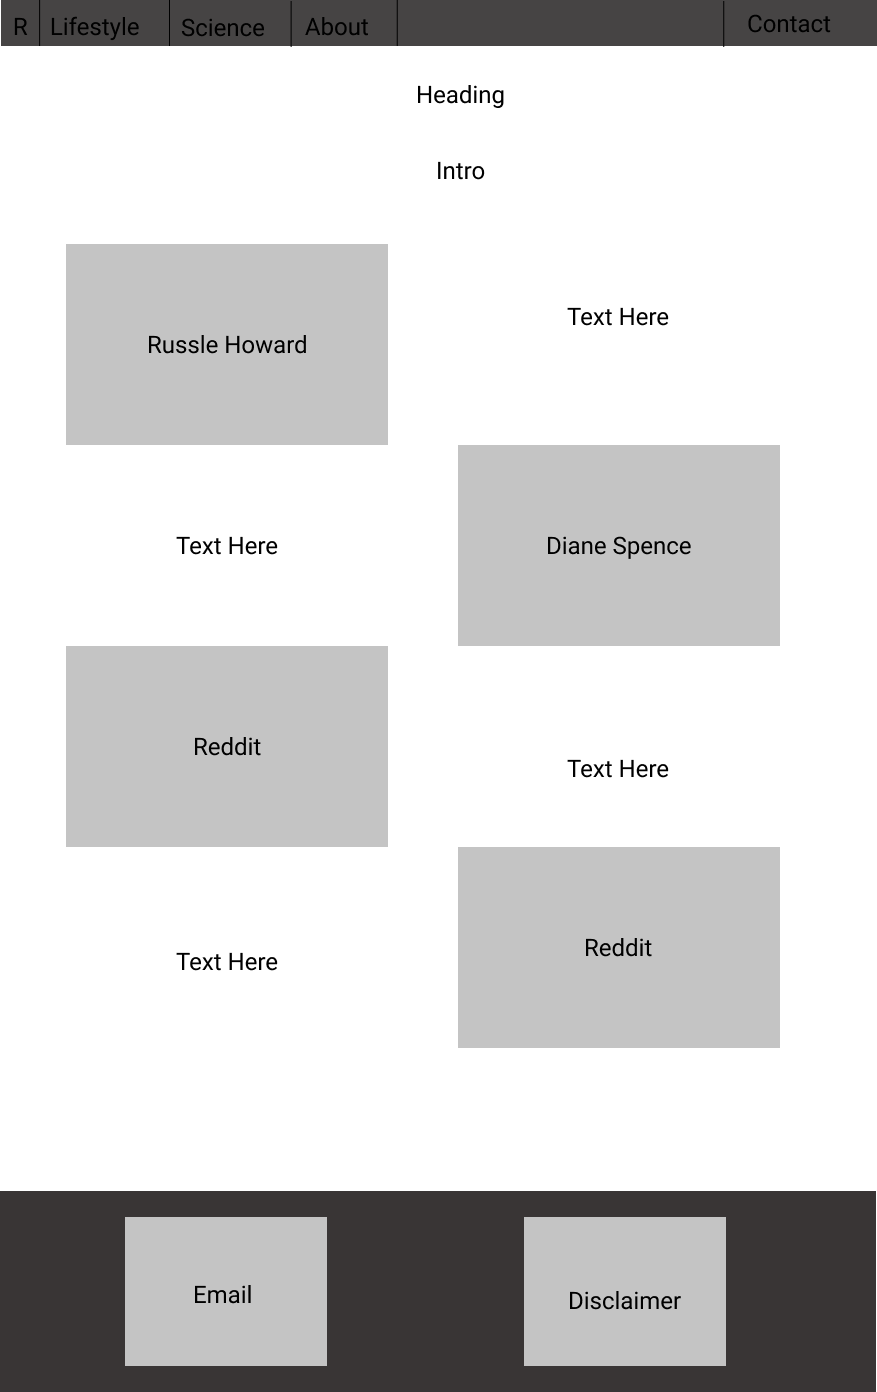 R
Lifestyle
Science
About
Contact
Heading
Intro
Russle Howard
Text Here
Text Here
Diane Spence
Reddit
Text Here
Text Here
Reddit
Email
Disclaimer